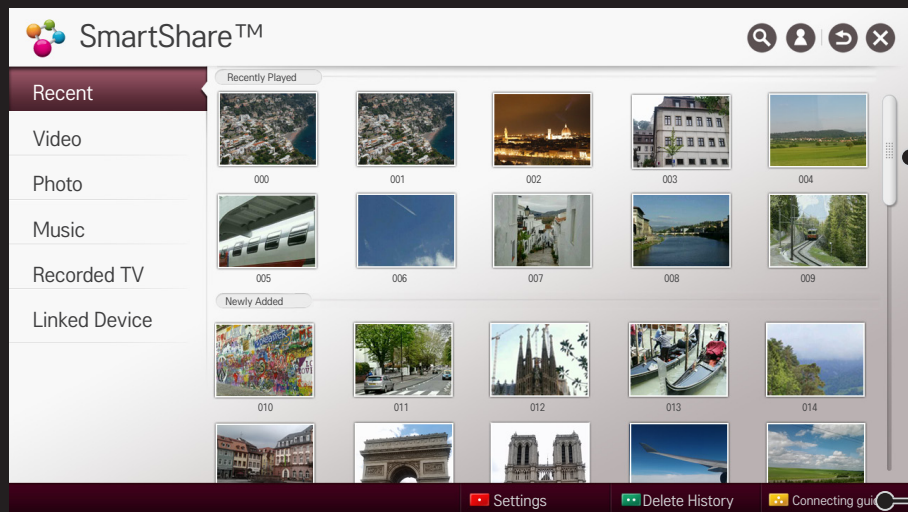 SmartShare™
Recent
Video
Photo
Music
Recorded TV
Linked Device
Recently Played
000 001 002 003 004
005 006 007 008 009
Newly Added
010 011 012 013 014
Settings Delete History Connecting